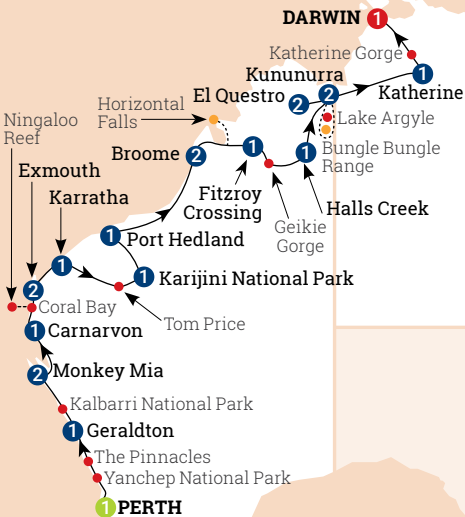 DARWIN 1
Katherine Gorge
Kununurra
2
1
Katherine
El Questro 2
Lake Argyle
Horizontal
Falls
Ningaloo
Reef
Broome 2
1
1
Bungle Bungle
Range
Exmouth
Fitzroy
Crossing
Halls Creek
Karratha
Geikie
Gorge
1 Port Hedland
1
1 Karijini National Park
2
Coral Bay
Tom Price
1 Carnarvon
2 Monkey Mia
Kalbarri National Park
1 Geraldton
The Pinnacles
Yanchep National Park
1 PERTH